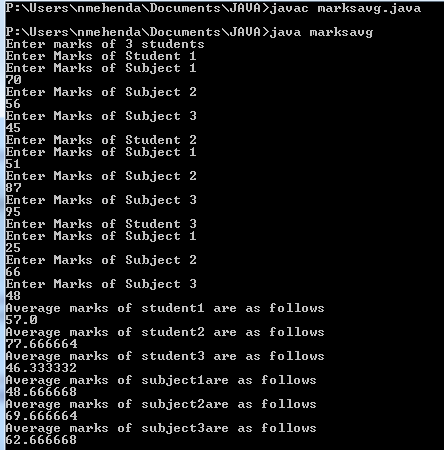 P:\Users\nmehenda\Documents\JAVA>javac marksavg.java
P:\Users\nmehenda\Documents\JAVA>java marksavg
Enter marks of 3 students
Enter Marks of Student 1
Enter Marks of Subject 1
70
Enter Marks of Subject 2
56
Enter Marks of Subject 3
45
Enter Marks of Student 2
Enter Marks of Subject 1
51
Enter Marks of Subject 2
87
Enter Marks of Subject 3
95
Enter Marks of Student 3
Enter Marks of Subject 1
25
Enter Marks of Subject 2
66
Enter Marks of Subject 3
48
Average marks of student1 are as follows
57.0
Average marks of student2 are as follows
77.666664
Average marks of student3 are as follows
46.333332
Average marks of subject1are as follows
48.666668
Average marks of subject2are as follows
69.666664
Average marks of subject3are as follows
62.666668